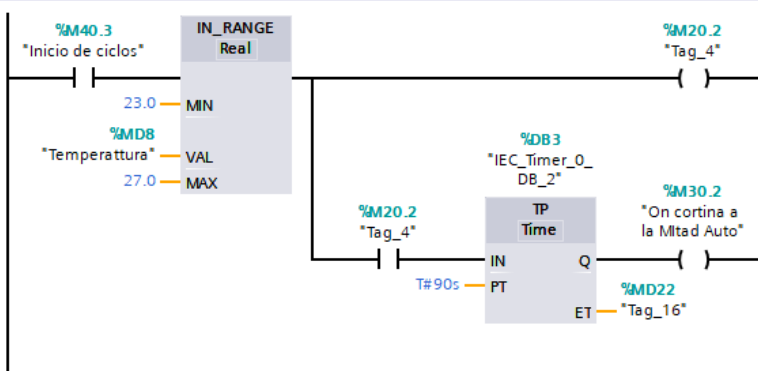 %M40.3
"Inicio de ciclos"
IN_RANGE
Real
23.0
MIN
%MD8
"Temperattura"
VAL
27.0
MAX
%M20.2
"Tag_4"
%DB3
"IEC_Timer_0_
DB_2"
%M20.2
"Tag_4"
TP
Time
IN
Q
T#90s
PT
ET
%M30.2
"On cortina a
la MItad Auto"
%MD22
"Tag_16"